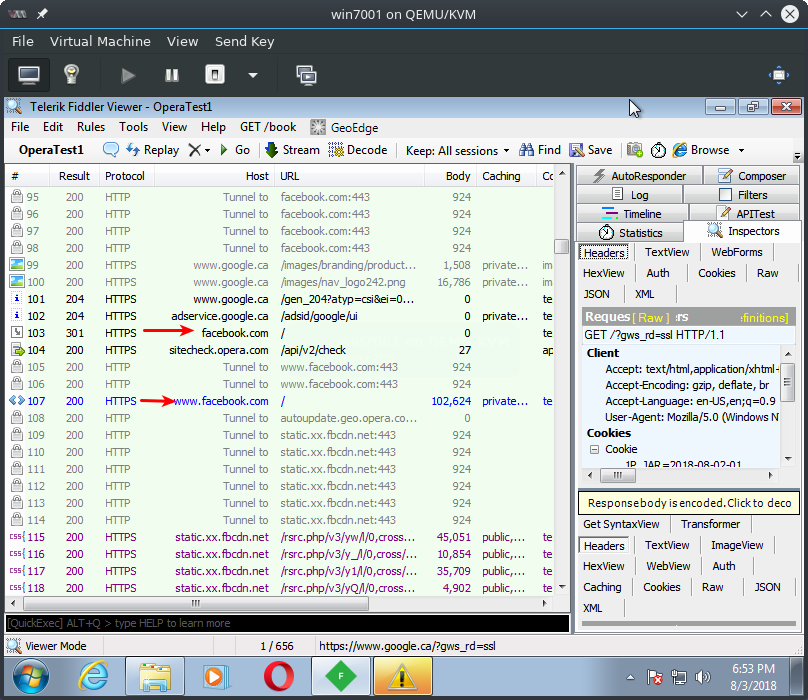 win7001 on QEMU/KVM
File Virtual Machine View Send Key
Telerik Fiddler Viewer - OperaTest1
File Edit Rules Tools View Help GET /book GeoEdge
OperaTest1 Replay Go Stream Decode Keep: All sessions Find Save Browse
# Result Protocol Host URL Body Caching Co
95 200 HTTP Tunnel to facebook.com:443 924
96 200 HTTP Tunnel to facebook.com:443 924
97 200 HTTP Tunnel to facebook.com:443 924
98 200 HTTP Tunnel to facebook.com:443 924
99 200 HTTPS www.google.ca /images/branding/product... 1,508 private... im
100 200 HTTPS www.google.ca /images/nav_logo242.png 16,786 private... im
101 204 HTTPS www.google.ca /gen_204?atyp=csi&ei=0... 0 te
102 204 HTTPS adservice.google.ca /adsid/google/ui 0 te
103 301 HTTPS facebook.com / 0 te
104 200 HTTPS sitecheck.opera.com /api/v2/check 27 ap
105 200 HTTP Tunnel to www.facebook.com:443 924
106 200 HTTP Tunnel to www.facebook.com:443 924
107 200 HTTPS www.facebook.com / 102,624 private... te
108 200 HTTP Tunnel to autoupdate.geo.opera.co... 0
109 200 HTTP Tunnel to static.xx.fbcdn.net:443 924
110 200 HTTP Tunnel to static.xx.fbcdn.net:443 924
111 200 HTTP Tunnel to static.xx.fbcdn.net:443 924
112 200 HTTP Tunnel to static.xx.fbcdn.net:443 924
113 200 HTTP Tunnel to static.xx.fbcdn.net:443 924
114 200 HTTP Tunnel to static.xx.fbcdn.net:443 924
115 200 HTTPS static.xx.fbcdn.net /rsrc.php/v3/yw/l/0,cross... 45,051 public,... te
116 200 HTTPS static.xx.fbcdn.net /rsrc.php/v3/y_/l/0,cross... 10,854 public,... te
117 200 HTTPS static.xx.fbcdn.net /rsrc.php/v3/y1/l/0,cross... 35,709 public,... te
118 200 HTTPS static.xx.fbcdn.net /rsrc.php/v3/yQ/l/0,cross... 4,902 public,... te
[QuickExec] ALT+Q > type HELP to learn more
AutoResponder Composer
Log Filters
Timeline APITest
Statistics Inspectors
Headers TextView WebForms
HexView Auth Cookies Raw
JSON XML
Reques [ Raw ] :rs :finitions]
GET /?gws_rd=ssl HTTP/1.1
Client
Accept: text/html,application/xhtml+
Accept-Encoding: gzip, deflate, br
Accept-Language: en-US,en;q=0.9
User-Agent: Mozilla/5.0 (Windows N
Cookies
Cookie
1P_JAR=2018-08-02-01
Response body is encoded. Click to deco
Get SyntaxView Transformer
Headers TextView ImageView
HexView WebView Auth
Caching Cookies Raw JSON
XML
Viewer Mode 1 / 656 https://www.google.ca/?gws_rd=ssl
6:53 PM
8/3/2018